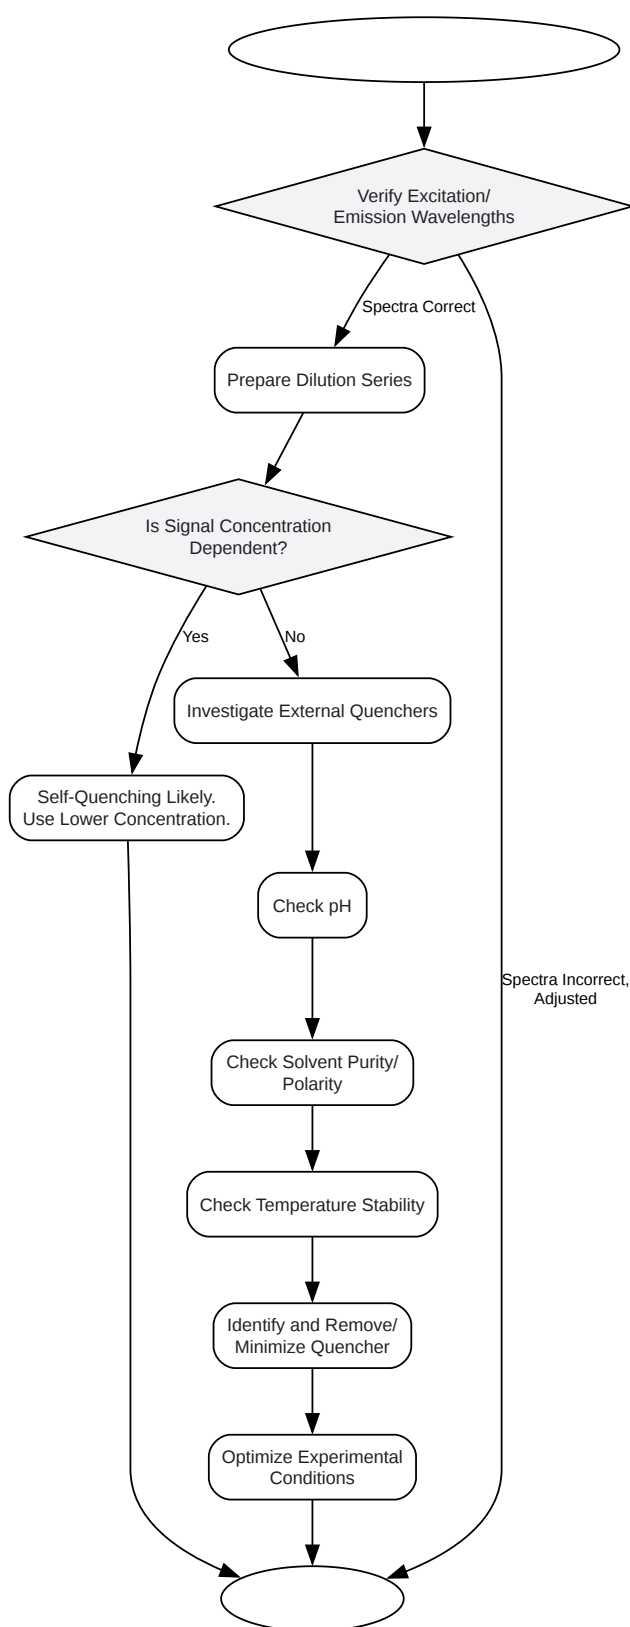 Verify Excitation/
Emission Wavelengths
Spectra Correct
Prepare Dilution Series
Is Signal Concentration
Dependent?
Yes
No
Investigate External Quenchers
Self-Quenching Likely.
Use Lower Concentration.
Check pH
Spectra Incorrect,
Adjusted
Check Solvent Purity/
Polarity
Check Temperature Stability
Identify and Remove/
Minimize Quencher
Optimize Experimental
Conditions